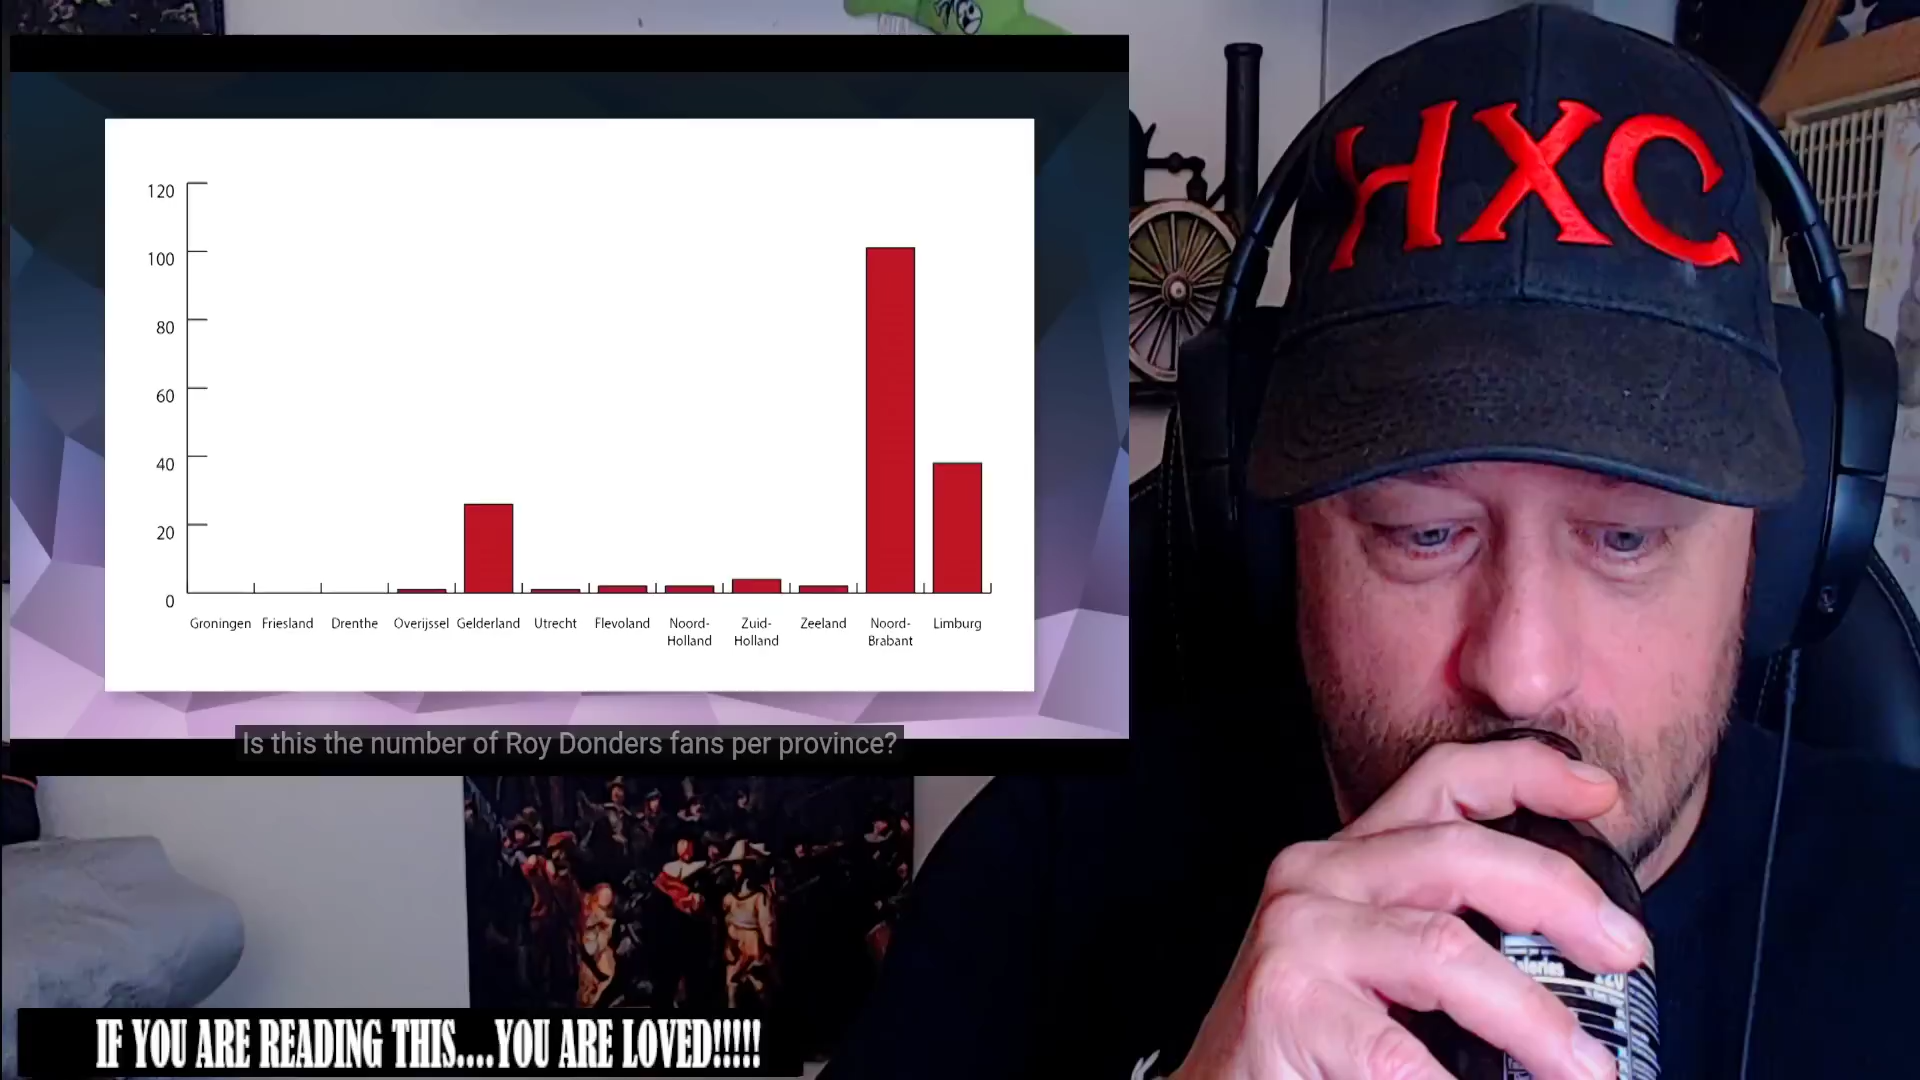 120
100
80
60
40
20
0
Groningen Friesland Drenthe Overijssel Gelderland Utrecht Flevoland Noord-Holland Zuid-Holland Zeeland Noord-Brabant Limburg
Is this the number of Roy Donders fans per province?
HXC
Calories
IF YOU ARE READING THIS....YOU ARE LOVED!!!!!